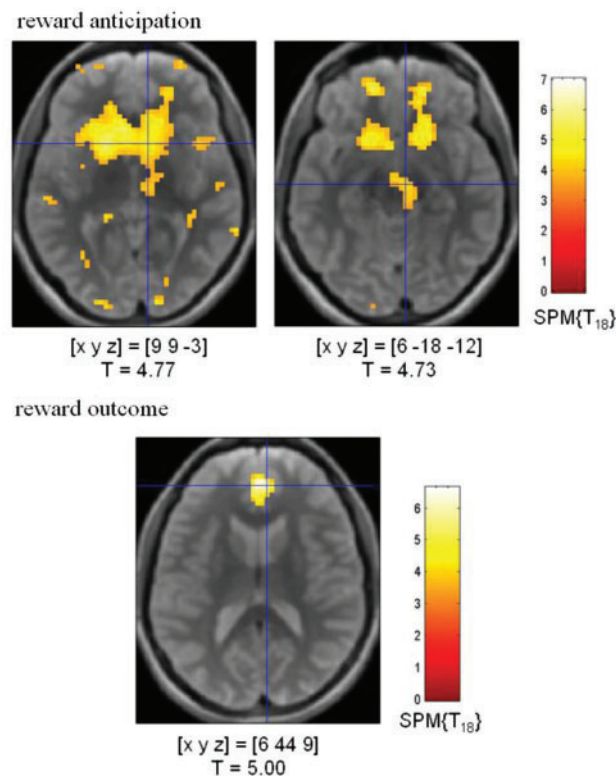 reward anticipation
7
6
5
4
3
2
1
0
SPM{T18}
[x y z] = [9 9 -3]
T = 4.77
[x y z] = [6 -18 -12]
T = 4.73
reward outcome
6
5
4
3
2
1
0
SPM{T18}
[x y z] = [6 44 9]
T = 5.00